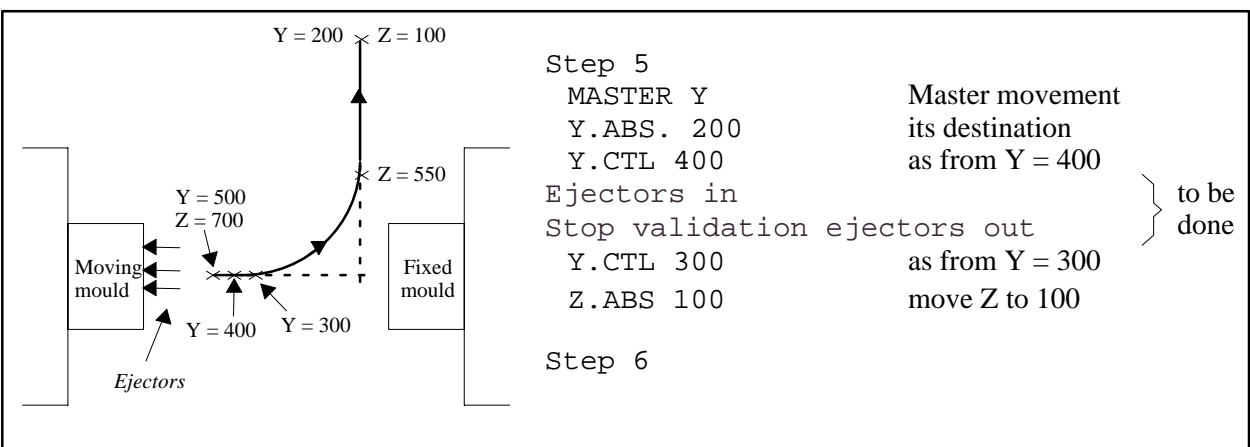 Y = 200 Z = 100
Z = 550
Y = 500
Z = 700
Moving
mould
Fixed
mould
Y = 400
Y = 300
Ejectors
Step 5
MASTER Y Master movement
Y.ABS. 200 its destination
Y.CTL 400 as from Y = 400
Ejectors in
Stop validation ejectors out
to be
done
Y.CTL 300 as from Y = 300
Z.ABS 100 move Z to 100
Step 6